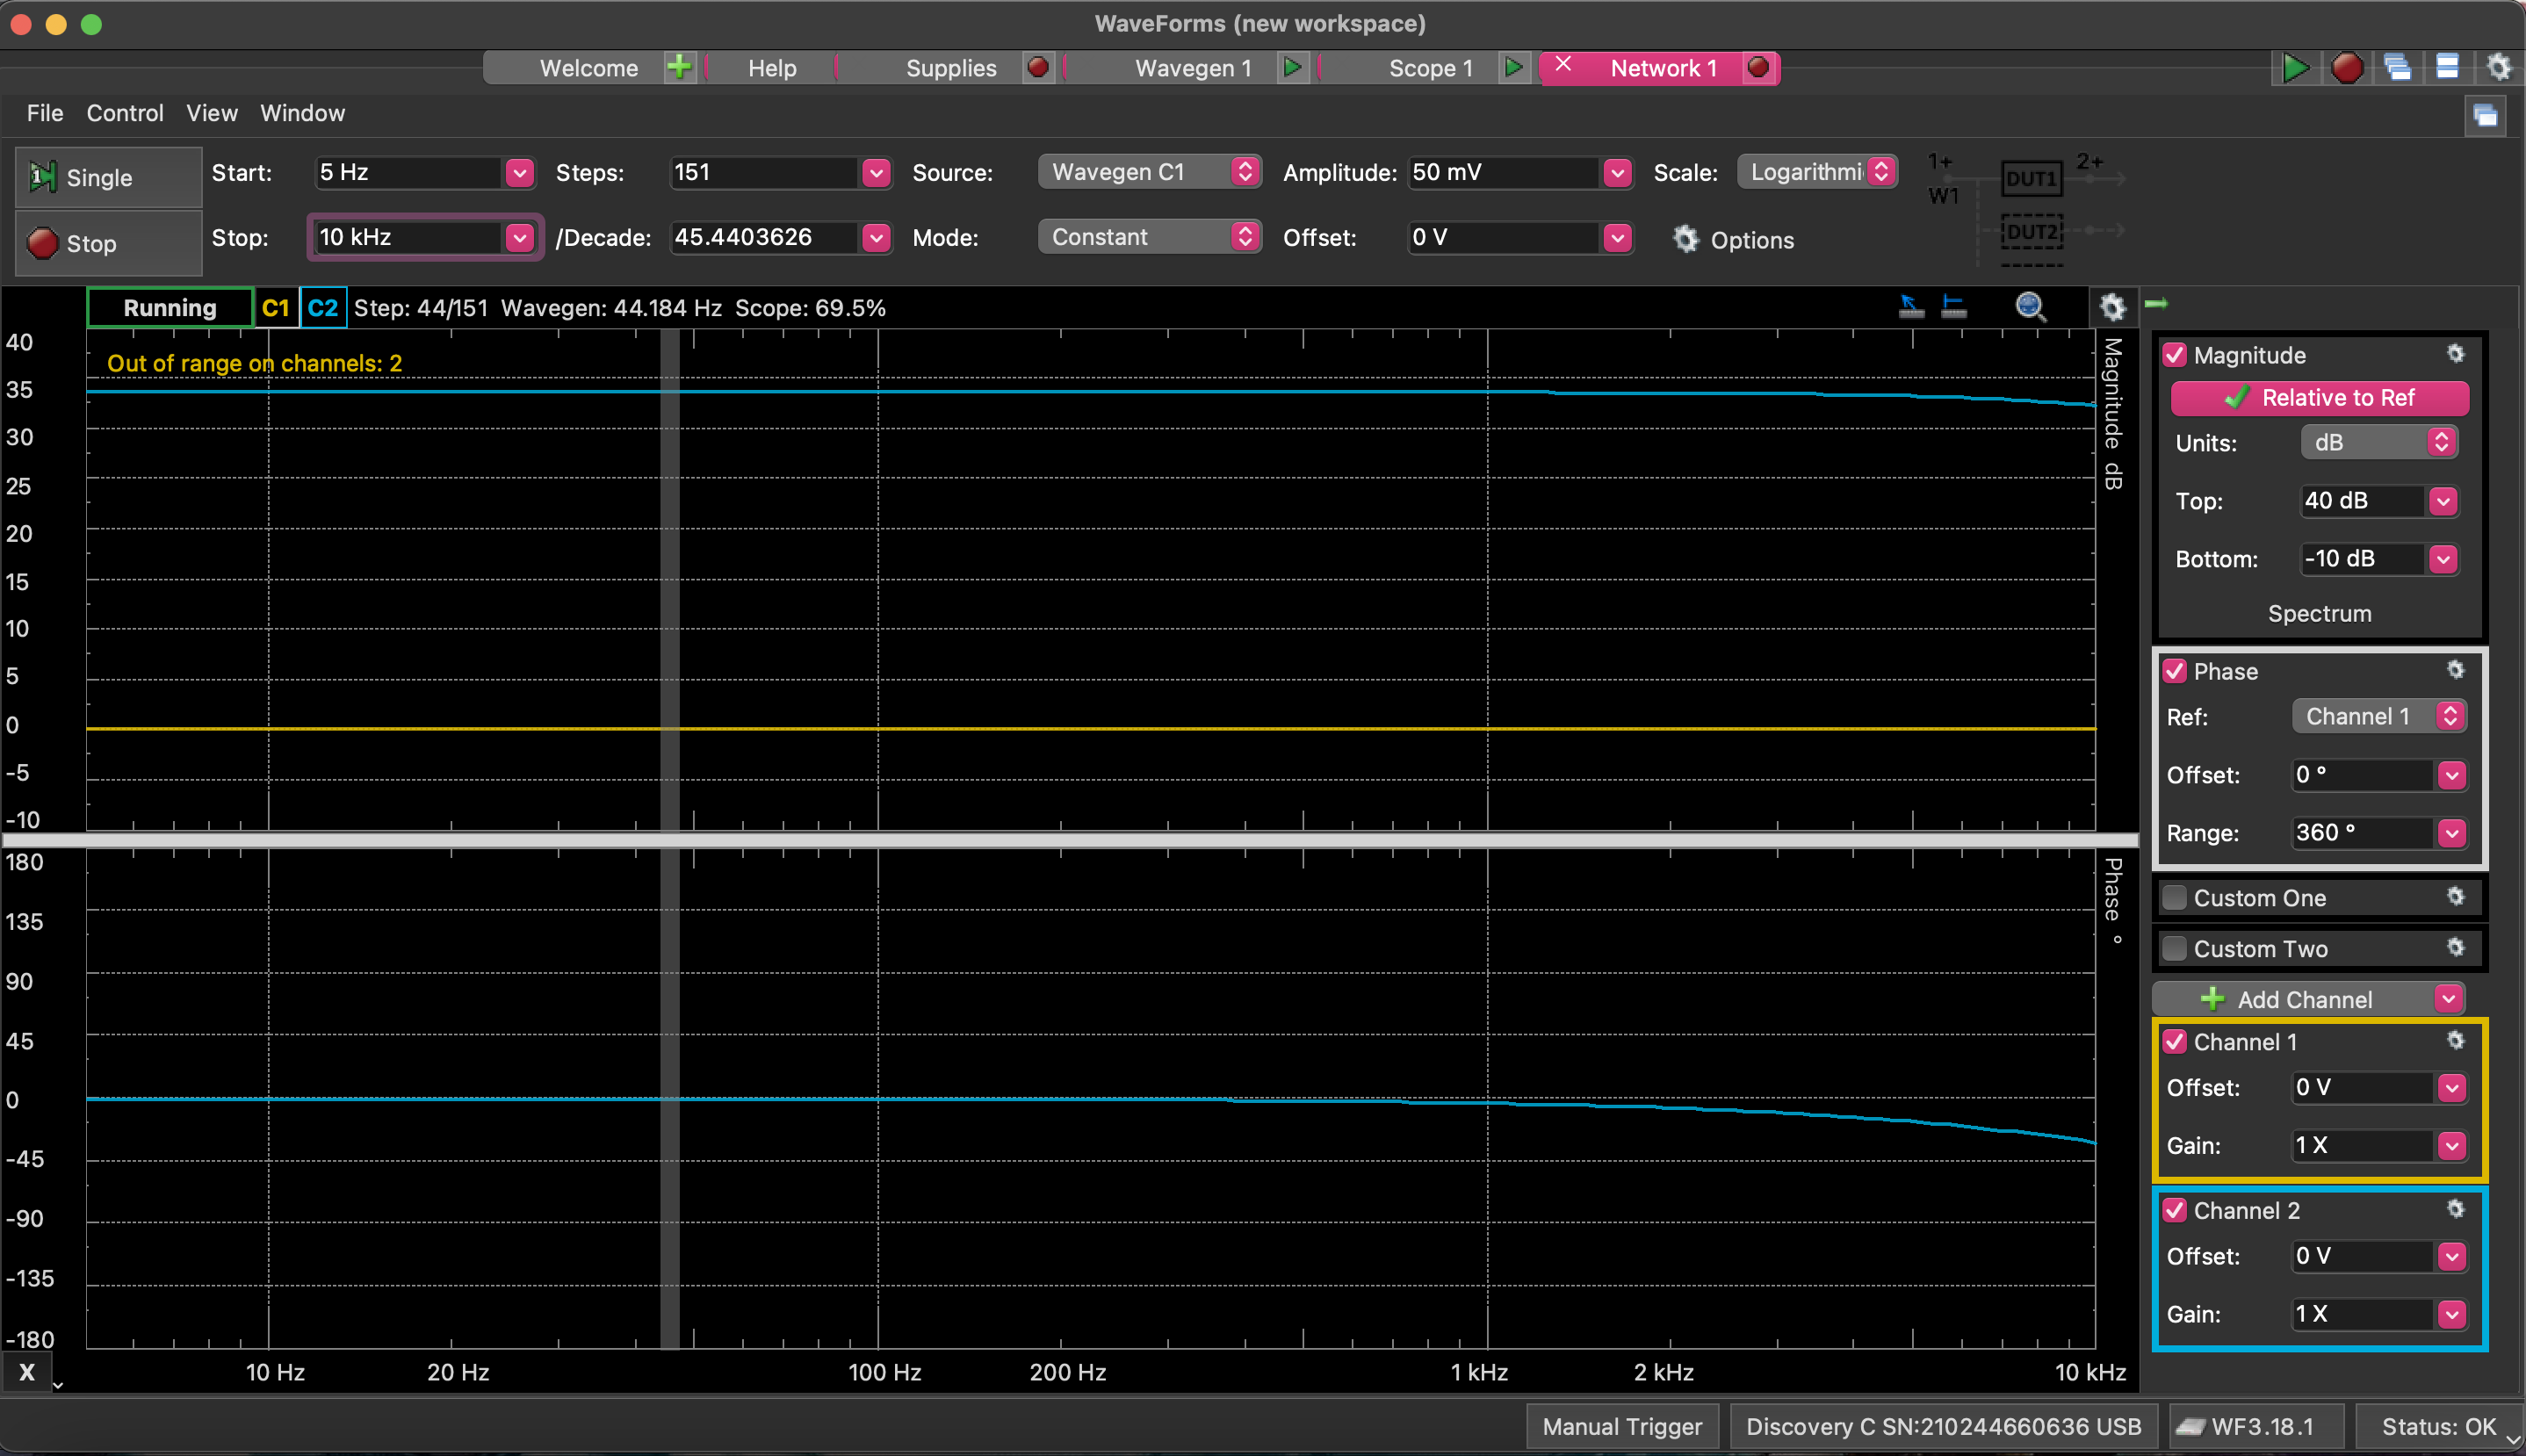 WaveForms (new workspace)
Welcome Help Supplies Wavegen 1 Scope 1 Network 1
File Control View Window
Single Start: 5 Hz Steps: 151 Source: Wavegen C1 Amplitude: 50 mV Scale: Logarithmi
1+ DUT1 2+
W1
Stop Stop: 10 kHz /Decade: 45.4403626 Mode: Constant Offset: 0 V Options
DUT2
Running C1 C2 Step: 44/151 Wavegen: 44.184 Hz Scope: 69.5%
Out of range on channels: 2
40
35
30
25
20
15
10
5
0
-5
-10
Magnitude dB
180
135
90
45
0
-45
-90
-135
-180
Phase °
X 10 Hz 20 Hz 100 Hz 200 Hz 1 kHz 2 kHz 10 kHz
Magnitude
Relative to Ref
Units: dB
Top: 40 dB
Bottom: -10 dB
Spectrum
Phase
Ref: Channel 1
Offset: 0 °
Range: 360 °
Custom One
Custom Two
Add Channel
Channel 1
Offset: 0 V
Gain: 1 X
Channel 2
Offset: 0 V
Gain: 1 X
Manual Trigger Discovery C SN:210244660636 USB WF3.18.1 Status: OK